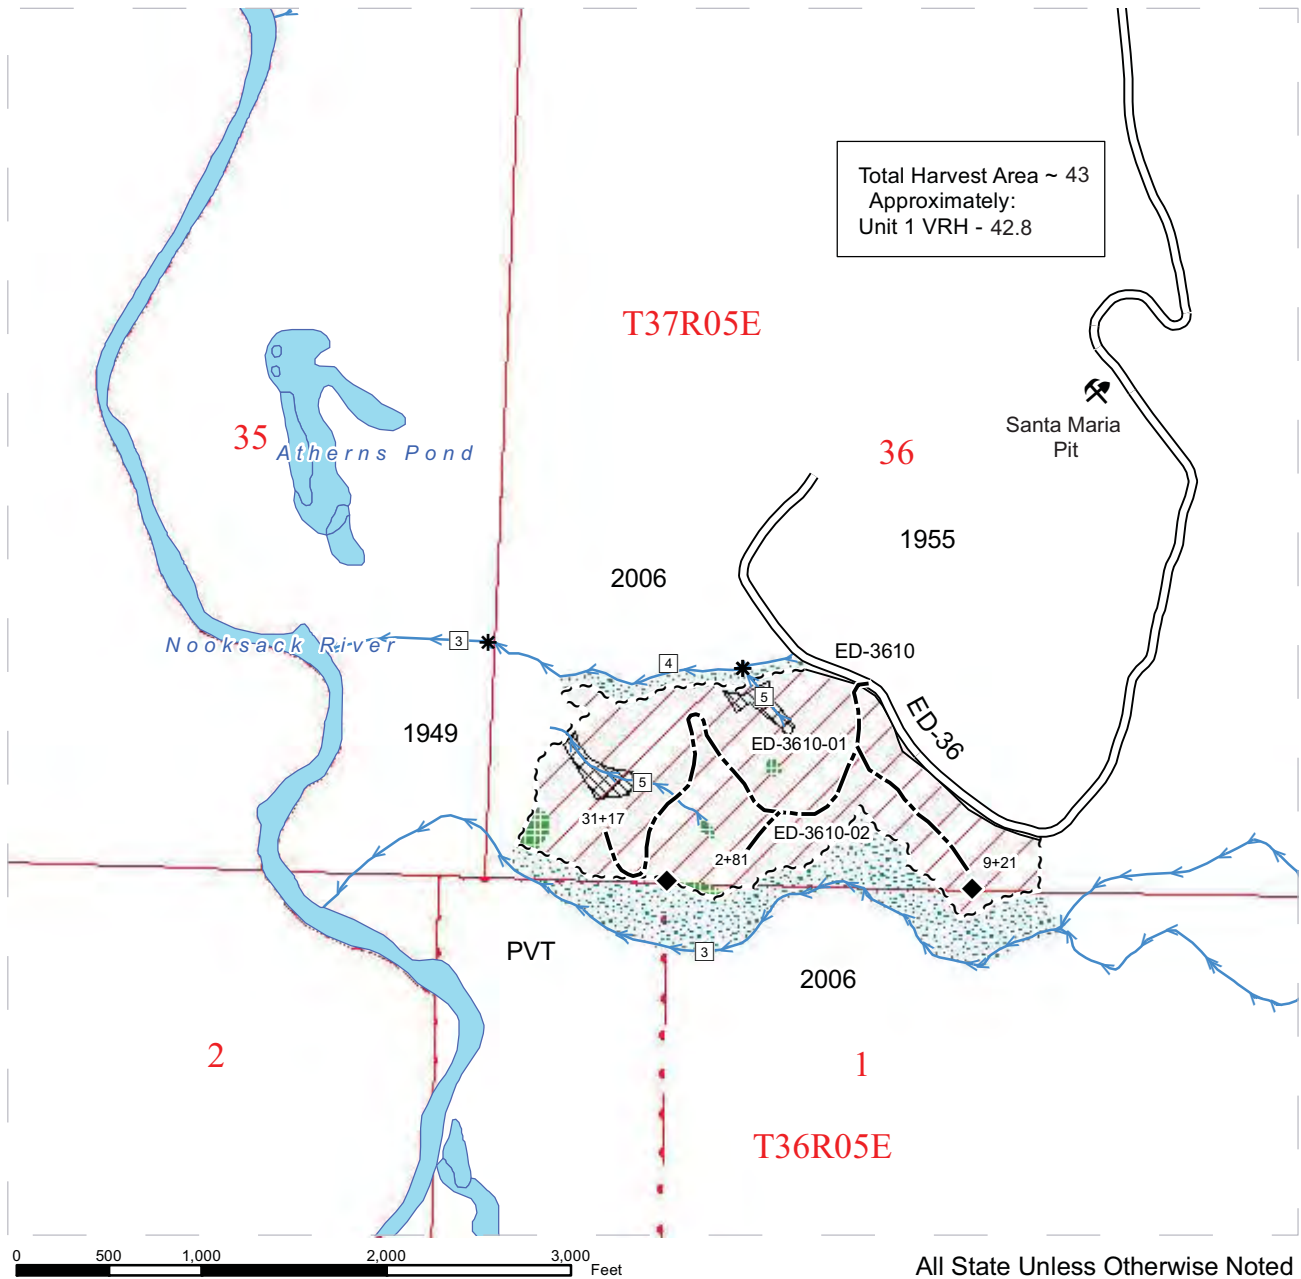 Total Harvest Area ~ 43
Approximately:
Unit 1 VRH - 42.8
T37R05E
35
Atherns Pond
36
Santa Maria
Pit
1955
2006
Nooksack River
3
4
ED-3610
5
ED-36
1949
ED-3610-01
5
31+17
ED-3610-02
2+81
9+21
PVT
3
2006
2
1
T36R05E
0 500 1,000 2,000 3,000
Feet
All State Unless Otherwise Noted